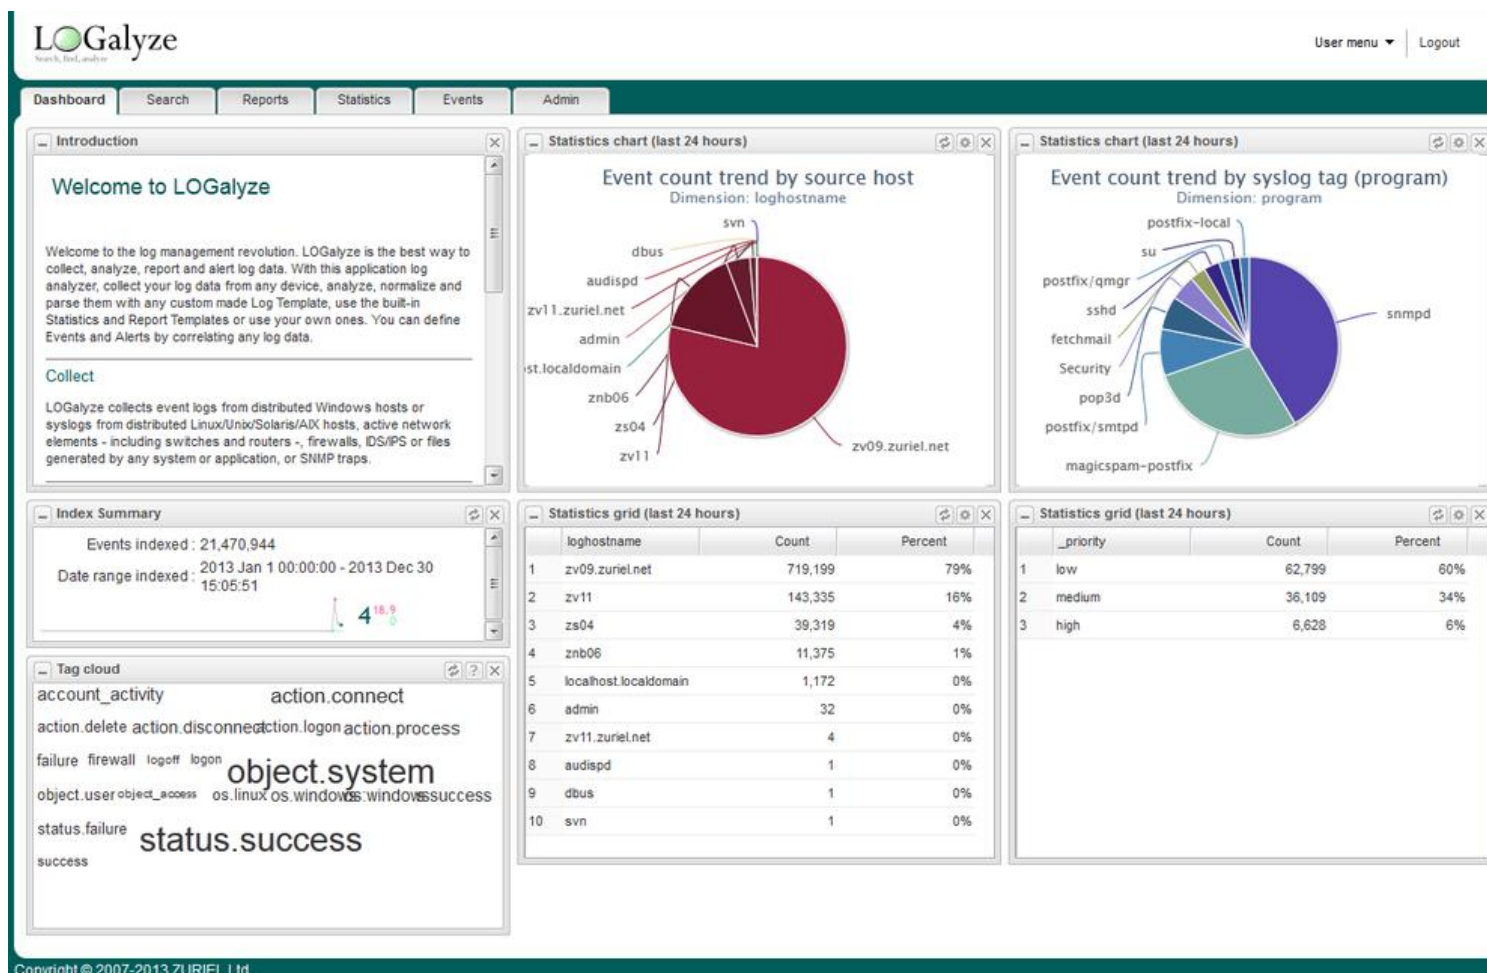 LOGalyze
Search, find, analyze
User menu
Logout
Dashboard
Search
Reports
Statistics
Events
Admin
Introduction
Welcome to LOGalyze
Welcome to the log management revolution. LOGalyze is the best way to
collect, analyze, report and alert log data. With this application log
analyzer, collect your log data from any device, analyze, normalize and
parse them with any custom made Log Template, use the built-in
Statistics and Report Templates or use your own ones. You can define
Events and Alerts by correlating any log data.
Collect
LOGalyze collects event logs from distributed Windows hosts or
syslogs from distributed Linux/Unix/Solaris/AIX hosts, active network
elements - including switches and routers -, firewalls, IDS/IPS or files
generated by any system or application, or SNMP traps.
Statistics chart (last 24 hours)
Event count trend by source host
Dimension: loghostname
svn
dbus
audispd
zv11.zuriel.net
admin
st.localdomain
znb06
zs04
zv11
zv09.zuriel.net
Statistics chart (last 24 hours)
Event count trend by syslog tag (program)
Dimension: program
postfix-local
su
postfix/qmgr
sshd
fetchmail
Security
pop3d
postfix/smtpd
magicspam-postfix
snmpd
Index Summary
Events indexed : 21,470,944
Date range indexed : 2013 Jan 1 00:00:00 - 2013 Dec 30
15:05:51
4 18.9
0
Tag cloud
account_activity action.connect
action.delete action.disconnect action.logon action.process
failure firewall logoff logon object.system
object.user object_access os.linux os.windows os:windows success
status.failure status.success
success
Statistics grid (last 24 hours)
loghostname Count Percent
1 zv09.zuriel.net 719,199 79%
2 zv11 143,335 16%
3 zs04 39,319 4%
4 znb06 11,375 1%
5 localhost.localdomain 1,172 0%
6 admin 32 0%
7 zv11.zuriel.net 4 0%
8 audispd 1 0%
9 dbus 1 0%
10 svn 1 0%
Statistics grid (last 24 hours)
_priority Count Percent
1 low 62,799 60%
2 medium 36,109 34%
3 high 6,628 6%
Copyright © 2007-2013 ZURIEL Ltd